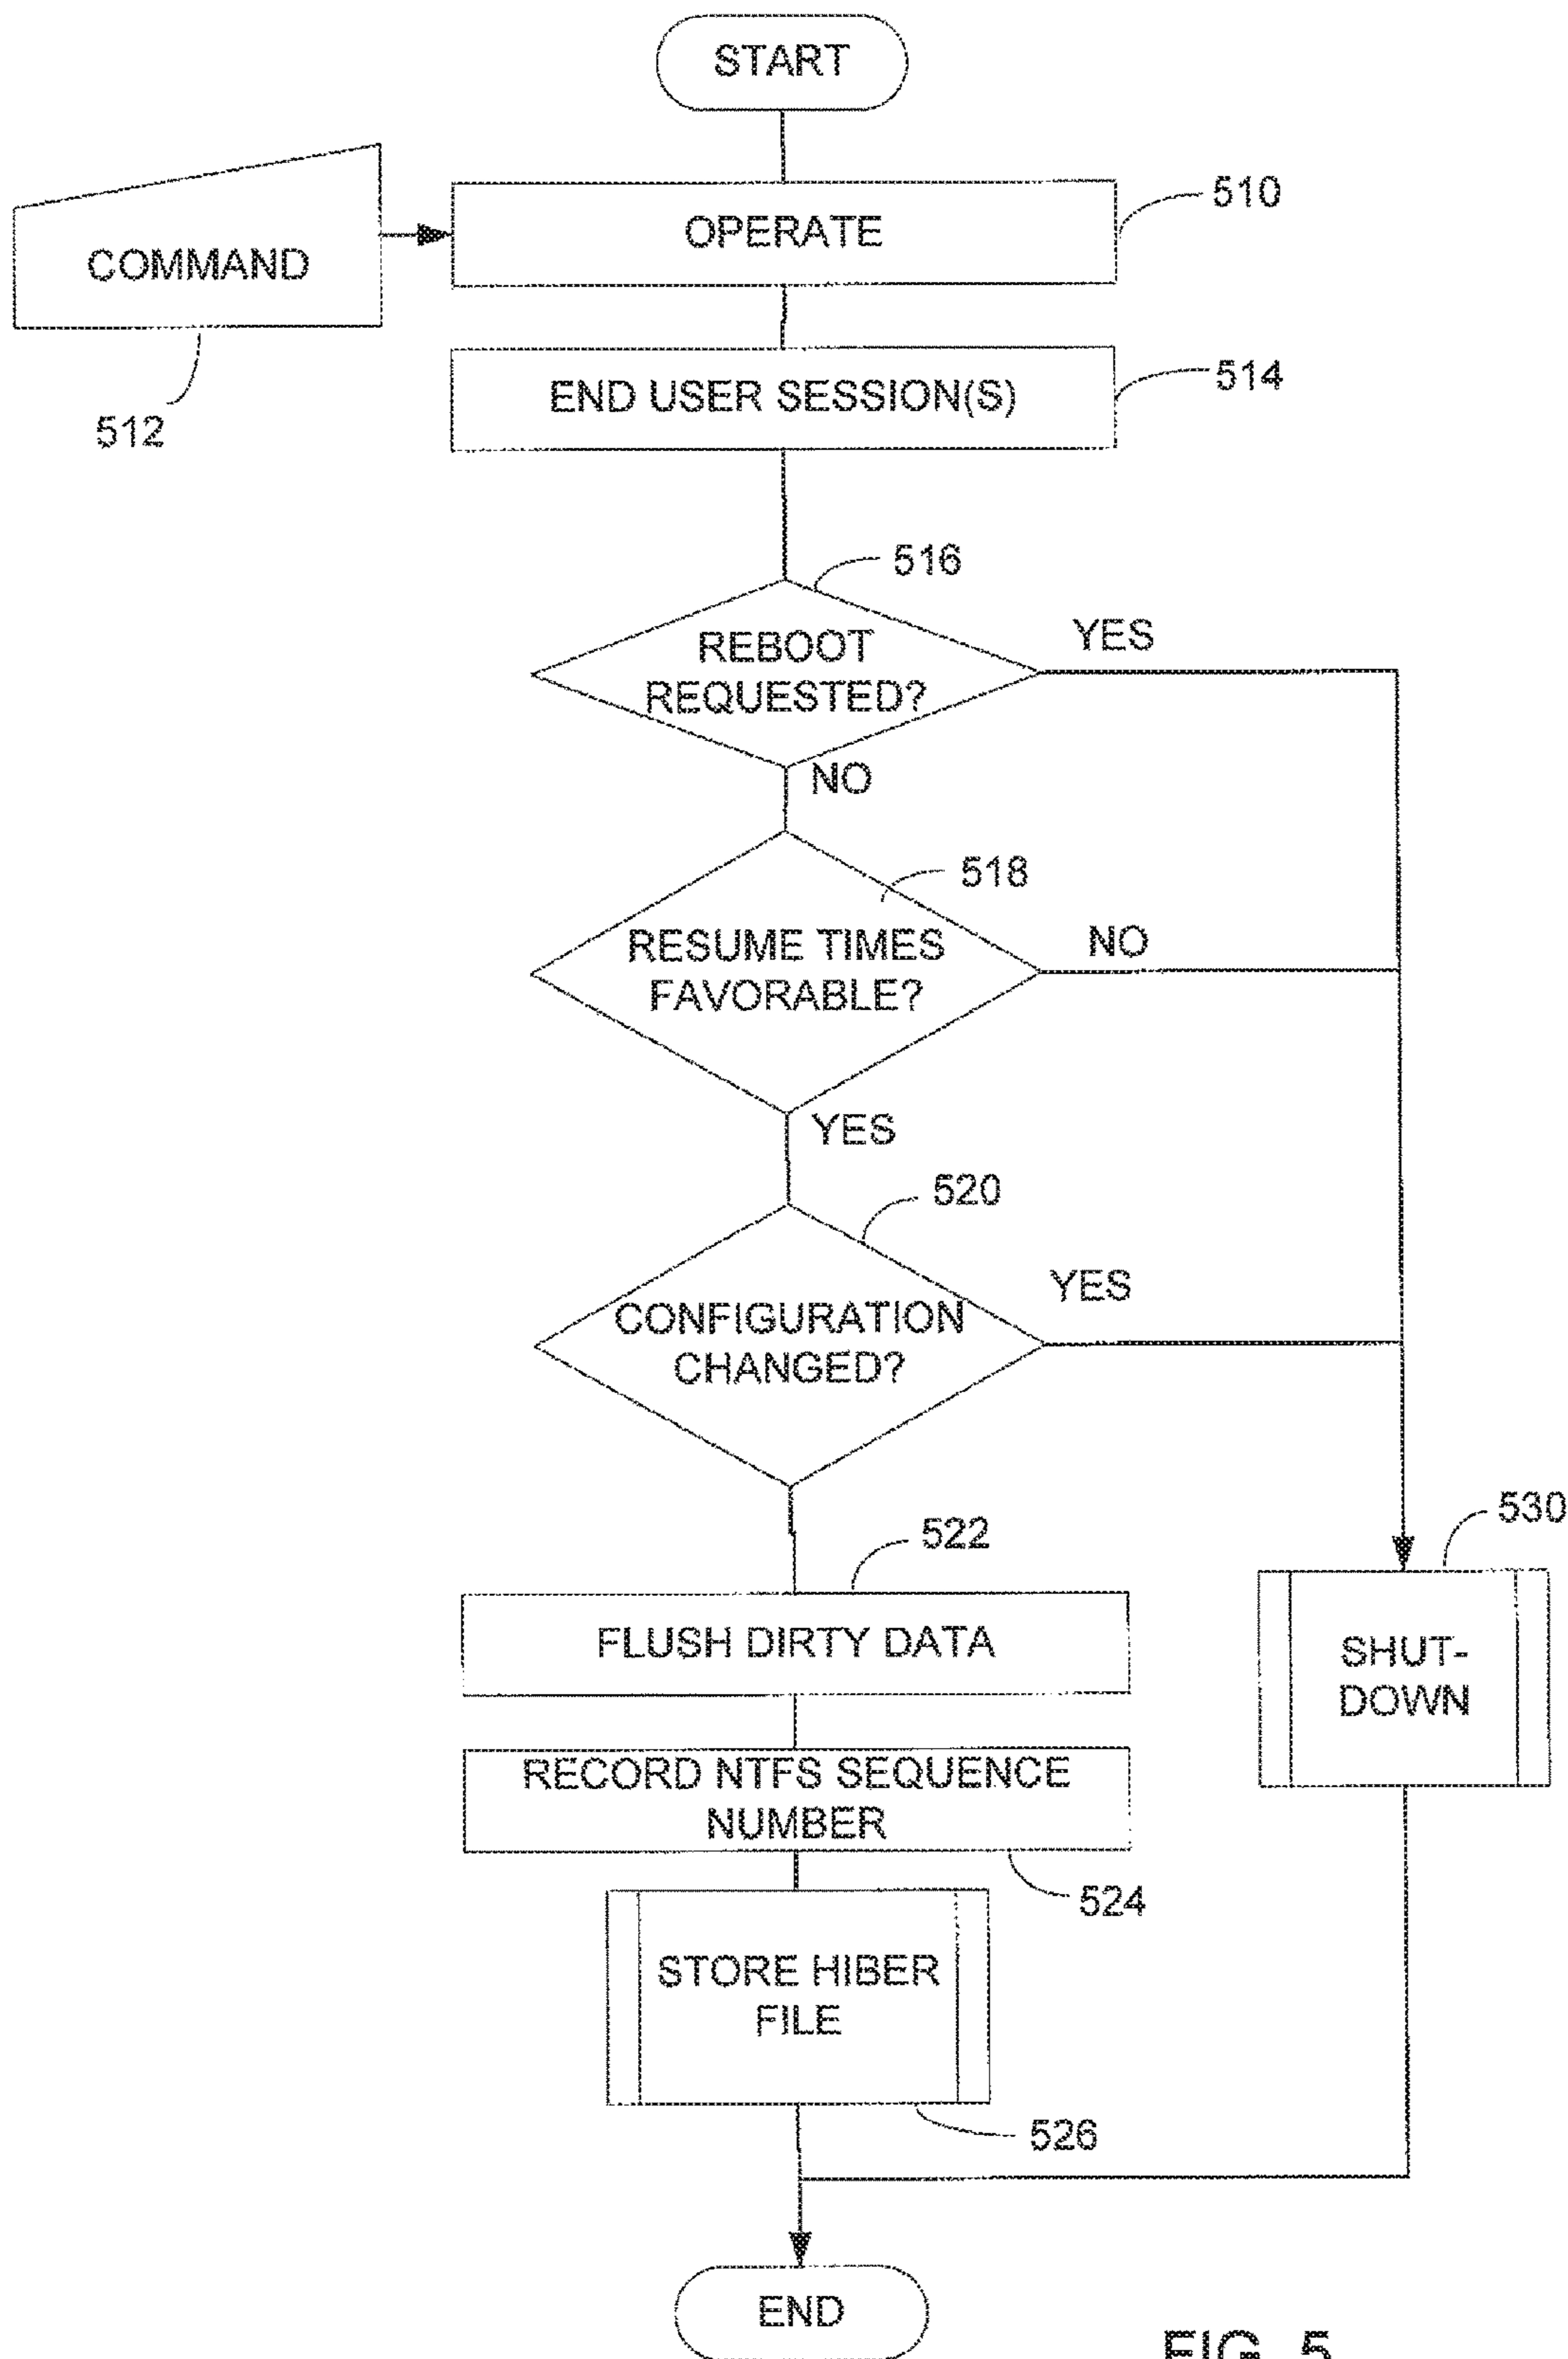 START
COMMAND
512
OPERATE
510
END USER SESSION(S)
514
516
REBOOT
REQUESTED?
YES
NO
518
RESUME TIMES
FAVORABLE?
NO
YES
520
CONFIGURATION
CHANGED?
YES
522
FLUSH DIRTY DATA
530
SHUT-
DOWN
RECORD NTFS SEQUENCE
NUMBER
524
STORE HIBER
FILE
526
END
FIG. 5